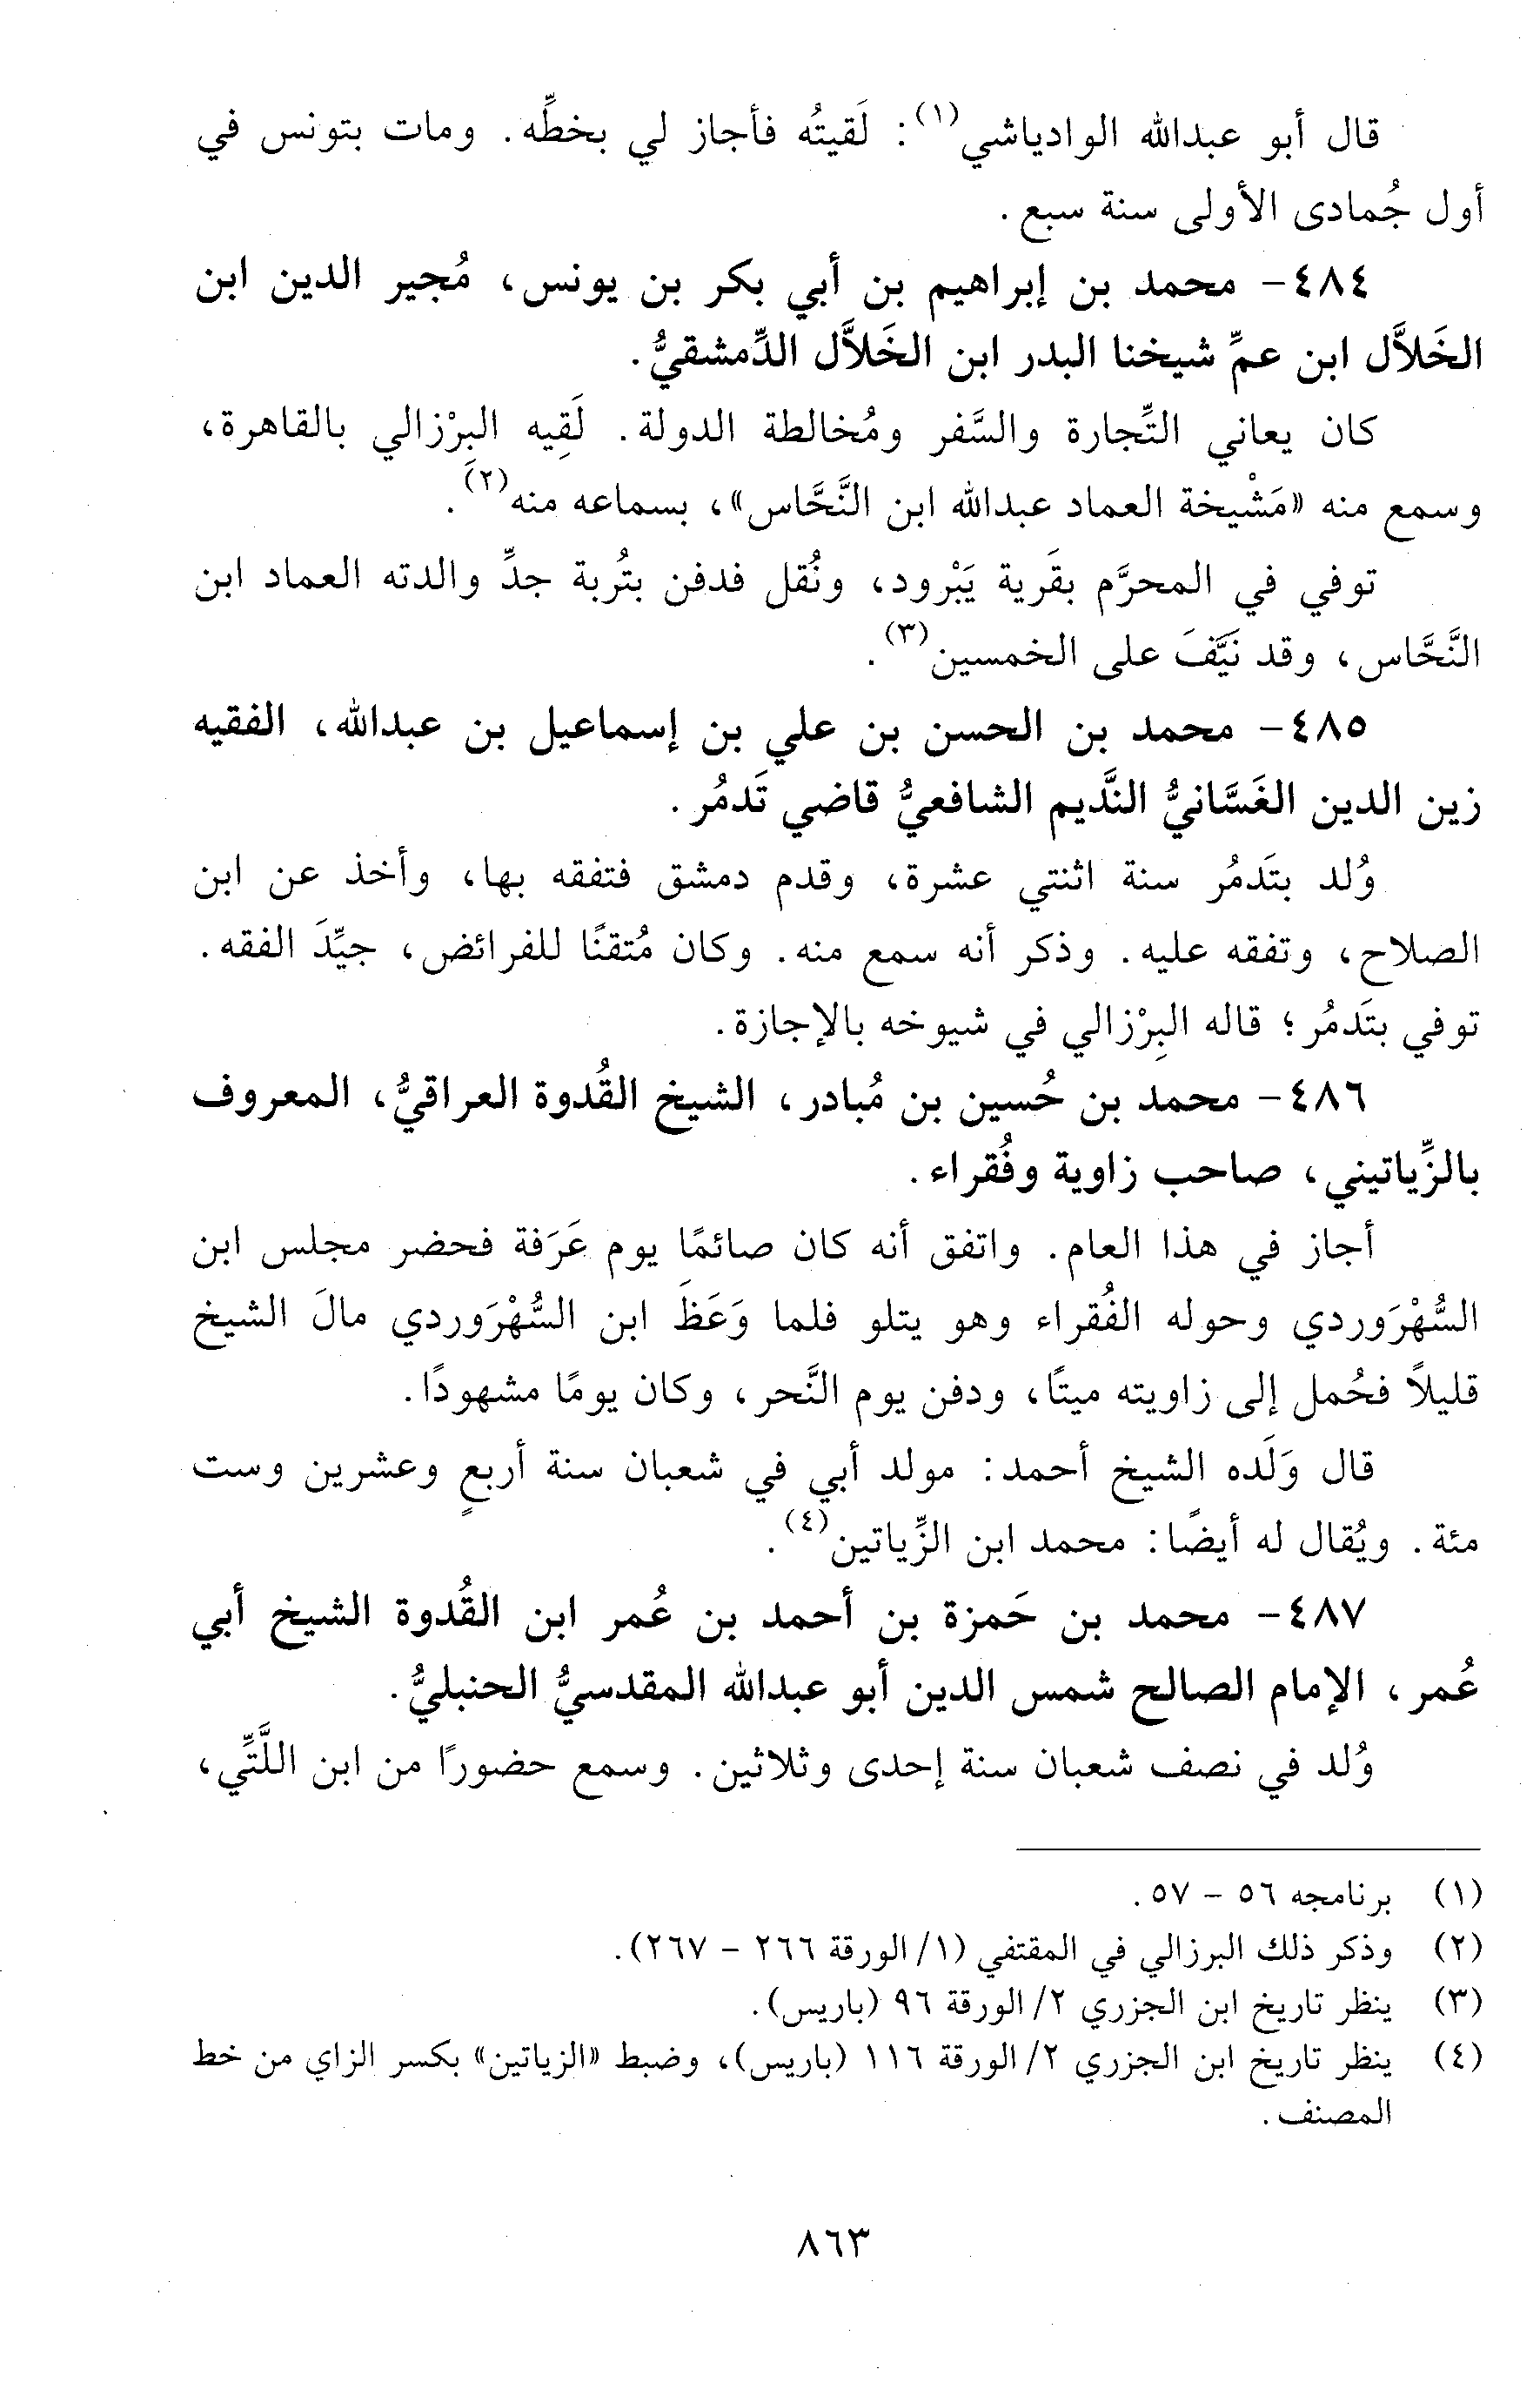 قال أبو عبدالله الوادياشي(١): لَقيتُه فأجاز لي بخطِّه. ومات بتونس في
أول جُمادى الأولى سنة سبع.
٤٨٤- محمد بن إبراهيم بن أبي بكر بن يونس، مُجير الدين ابن
الخَلاَّل ابن عمِّ شيخنا البدر ابن الخَلاَّل الدِّمشقيُّ.
كان يعاني التِّجارة والسَّفر ومُخالطة الدولة. لَقِيه البِرْزالي بالقاهرة،
وسمع منه «مَشْيخة العماد عبدالله ابن النَّحَّاس»، بسماعه منه(٢).
توفي في المحرَّم بقَرية يَبْرود، ونُقل فدفن بتُربة جدِّ والدته العماد ابن
النَّحَّاس، وقد نَيَّفَ على الخمسين(٣).
٤٨٥- محمد بن الحسن بن علي بن إسماعيل بن عبدالله، الفقيه
زين الدين الغَسَّانيُّ النَّديم الشافعيُّ قاضي تَدمُر.
وُلد بتَدمُر سنة اثنتي عشرة، وقدم دمشق فتفقه بها، وأخذ عن ابن
الصلاح، وتفقه عليه. وذكر أنه سمع منه. وكان مُتقنًا للفرائض، جيِّدَ الفقه.
توفي بتَدمُر؛ قاله البِرْزالي في شيوخه بالإجازة.
٤٨٦- محمد بن حُسين بن مُبادر، الشيخ القُدوة العراقيُّ، المعروف
بالزِّياتيني، صاحب زاوية وفُقراء.
أجاز في هذا العام. واتفق أنه كان صائمًا يوم عَرَفة فحضر مجلس ابن
السُّهْرَوردي وحوله الفُقراء وهو يتلو فلما وَعَظَ ابن السُّهْرَوردي مالَ الشيخ
قليلاً فحُمل إلى زاويته ميتًا، ودفن يوم النَّحر، وكان يومًا مشهودًا.
قال وَلَده الشيخ أحمد: مولد أبي في شعبان سنة أربعٍ وعشرين وست
مئة. ويُقال له أيضًا: محمد ابن الزِّياتين(٤).
٤٨٧- محمد بن حَمزة بن أحمد بن عُمر ابن القُدوة الشيخ أبي
عُمر، الإمام الصالح شمس الدين أبو عبدالله المقدسيُّ الحنبليُّ.
وُلد في نصف شعبان سنة إحدى وثلاثين. وسمع حضورًا من ابن اللَّتِّي،
(١) برنامجه ٥٦ - ٥٧.
(٢) وذكر ذلك البرزالي في المقتفي (١/ الورقة ٢٦٦ - ٢٦٧).
(٣) ينظر تاريخ ابن الجزري ٢/ الورقة ٩٦ (باريس).
(٤) ينظر تاريخ ابن الجزري ٢/ الورقة ١١٦ (باريس)، وضبط «الزياتين» بكسر الزاي من خط
المصنف.
٨٦٣